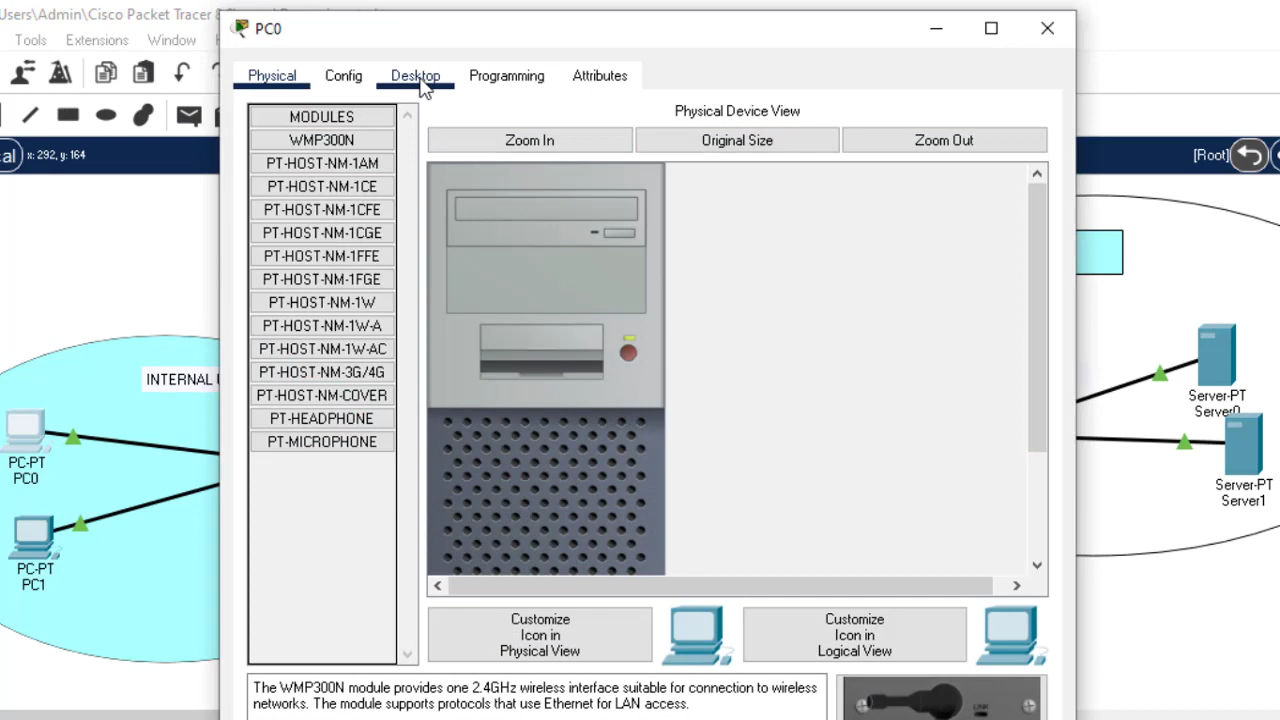 Users\Admin\Cisco Packet Tracer
Tools Extensions Window
PC0
Physical Config Desktop Programming Attributes
al x: 292, y: 164
[Root]
MODULES
WMP300N
PT-HOST-NM-1AM
PT-HOST-NM-1CE
PT-HOST-NM-1CFE
PT-HOST-NM-1CGE
PT-HOST-NM-1FFE
PT-HOST-NM-1FGE
PT-HOST-NM-1W
PT-HOST-NM-1W-A
PT-HOST-NM-1W-AC
PT-HOST-NM-3G/4G
PT-HOST-NM-COVER
PT-HEADPHONE
PT-MICROPHONE
Physical Device View
Zoom In Original Size Zoom Out
INTERNAL
PC-PT
PC0
PC-PT
PC1
Server-PT
Server0
Server-PT
Server1
Customize
Icon in
Physical View
Customize
Icon in
Logical View
The WMP300N module provides one 2.4GHz wireless interface suitable for connection to wireless
networks. The module supports protocols that use Ethernet for LAN access.
LINK